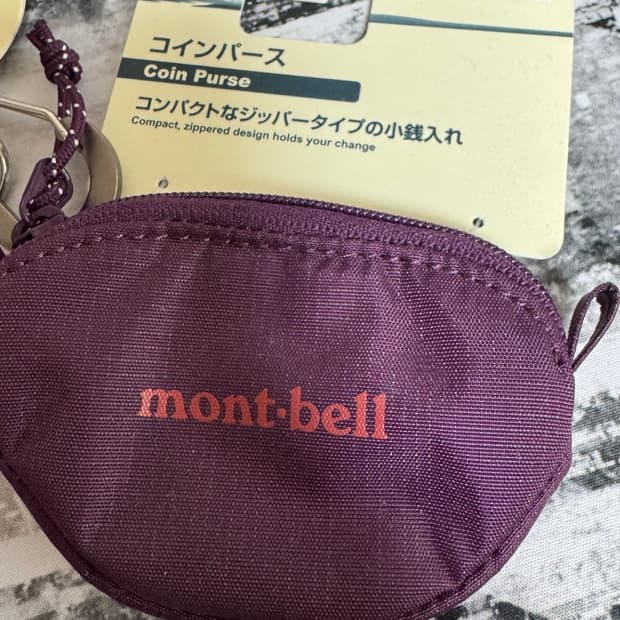 コインパース
Coin Purse
コンパクトなジッパータイプの小銭入れ
Compact, zippered design holds your change
mont·bell